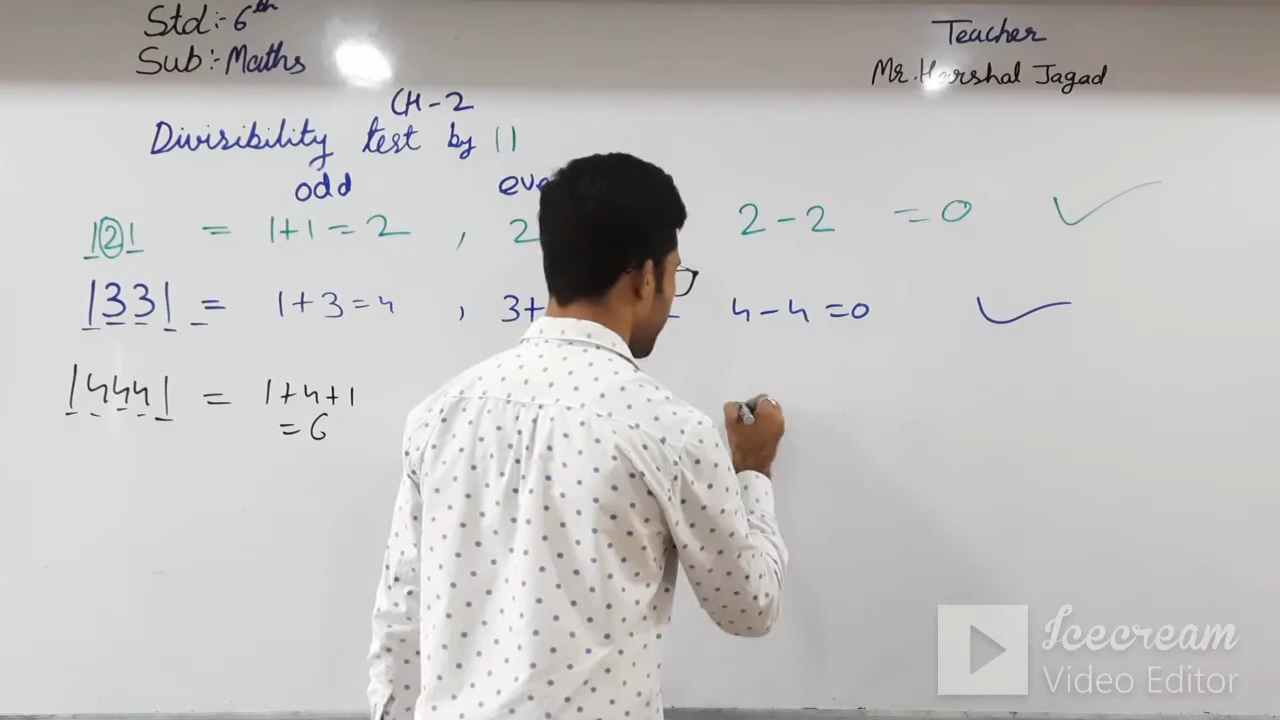 Std:- 6th
Sub:- Maths
Teacher
Mr. Harshal Jagad
CH-2
Divisibility test by 11
odd
121 = 1+1=2 , 2 2-2 =0 ✓
1331 = 1+3=4 , 3+ 4-4=0 ✓
14441 = 1+4+1
=6
Icecream
Video Editor